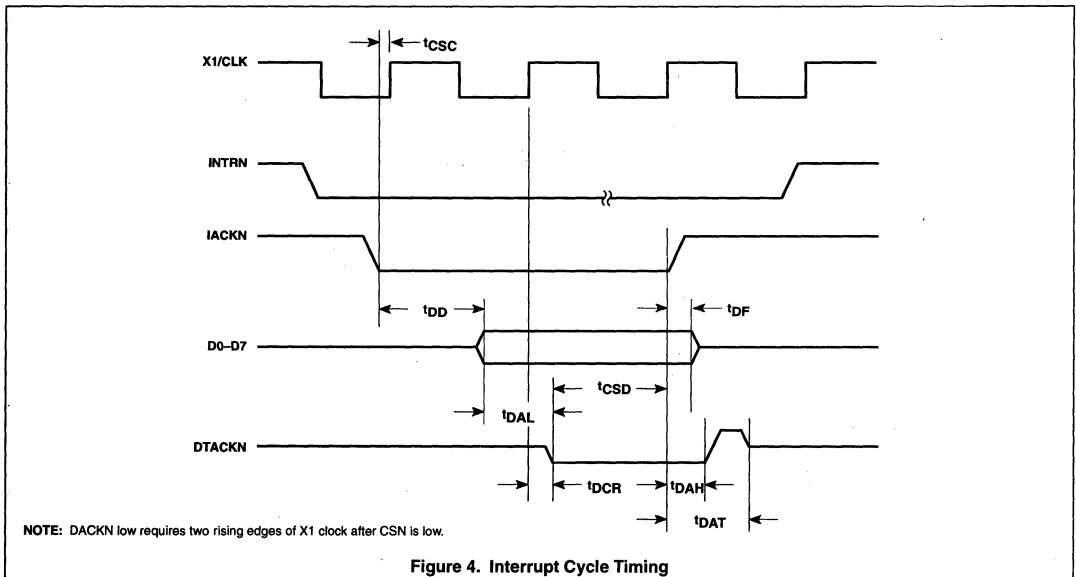 tCSC
X1/CLK
INTRN
IACKN
tDD
tDF
D0–D7
tCSD
tDAL
DTACKN
tDCR
tDAH
tDAT
NOTE: DACKN low requires two rising edges of X1 clock after CSN is low.
Figure 4. Interrupt Cycle Timing